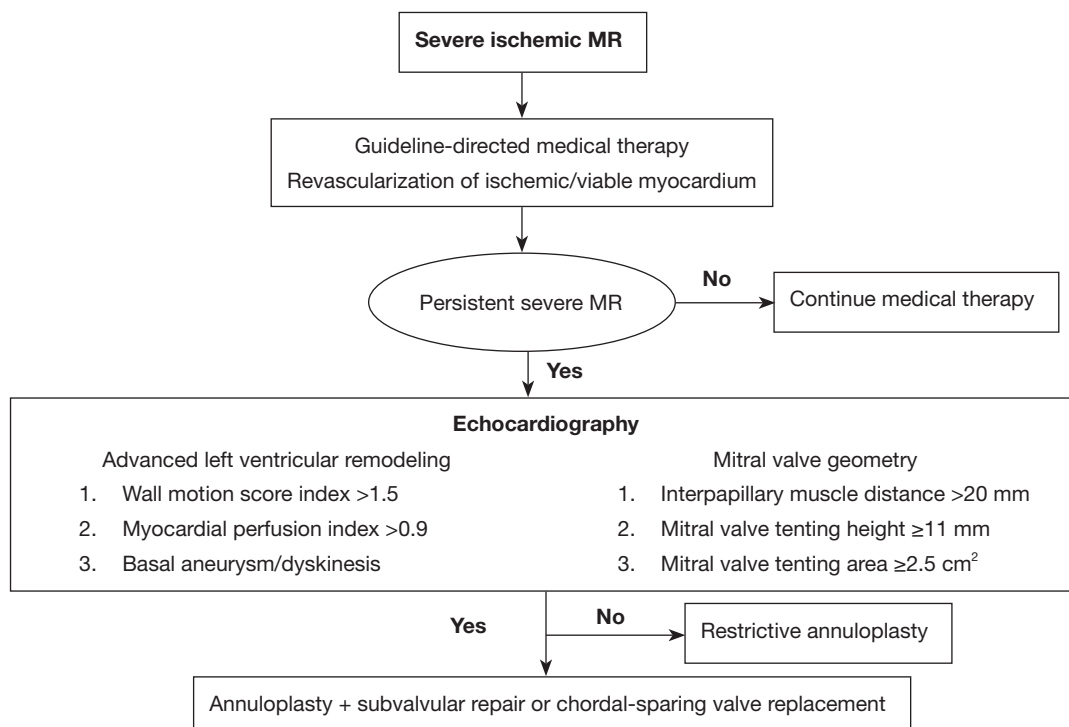 Severe ischemic MR
Guideline-directed medical therapy
Revascularization of ischemic/viable myocardium
Persistent severe MR
No
Continue medical therapy
Yes
Echocardiography
Advanced left ventricular remodeling
1. Wall motion score index >1.5
2. Myocardial perfusion index >0.9
3. Basal aneurysm/dyskinesis
Mitral valve geometry
1. Interpapillary muscle distance >20 mm
2. Mitral valve tenting height ≥11 mm
3. Mitral valve tenting area ≥2.5 cm²
Yes
No
Restrictive annuloplasty
Annuloplasty + subvalvular repair or chordal-sparing valve replacement